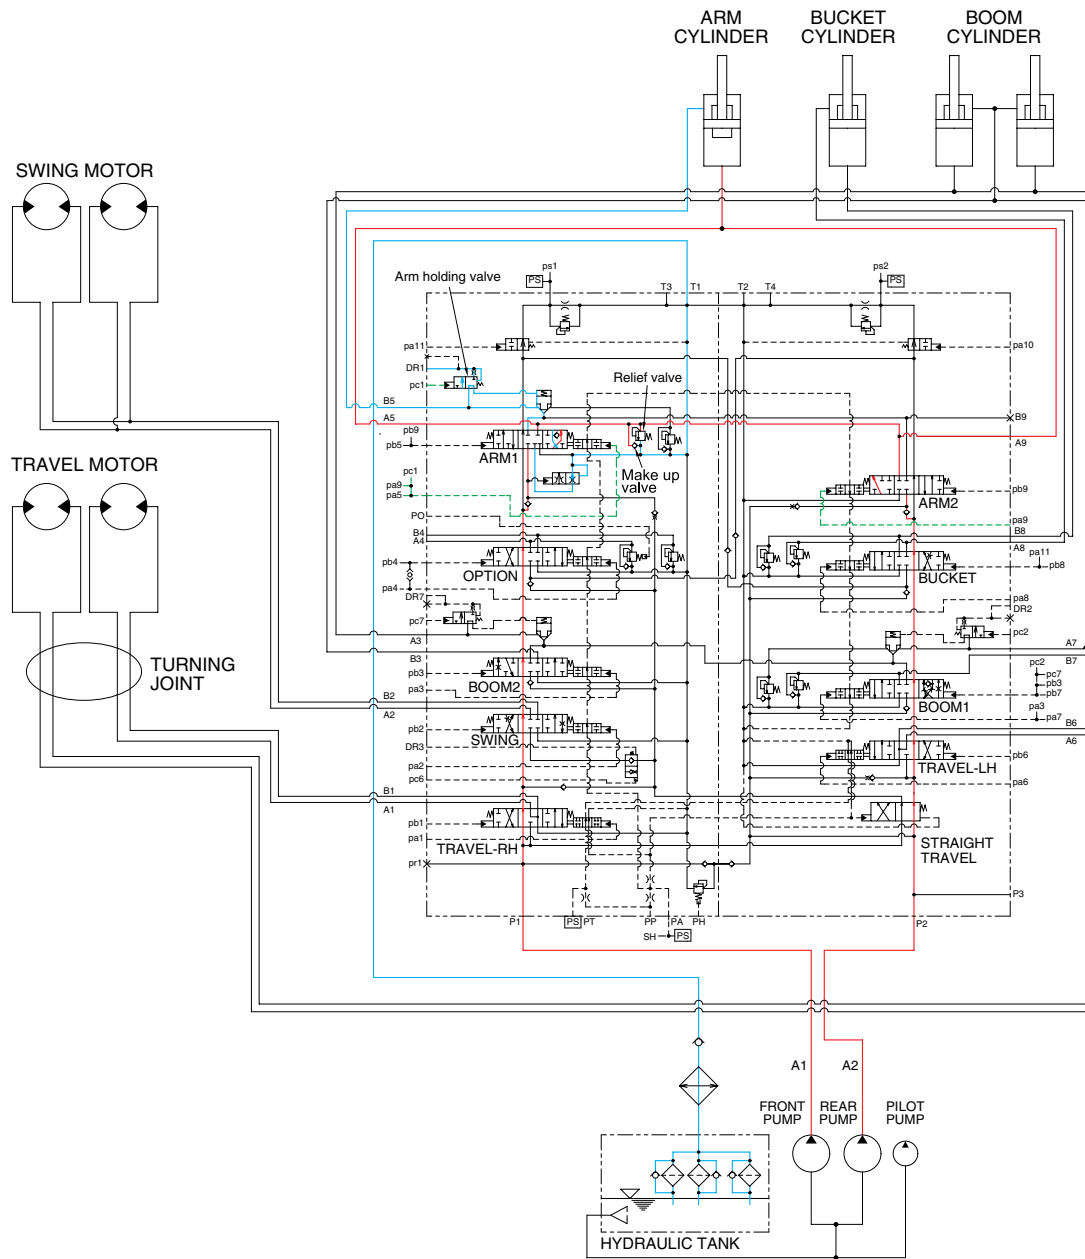 ARM
CYLINDER
BUCKET
CYLINDER
BOOM
CYLINDER
SWING MOTOR
TRAVEL MOTOR
TURNING
JOINT
Arm holding valve
ps1
PS
T3
T1
T2
T4
ps2
PS
pa11
DR1
pc1
B5
A5
pb9
pb5
ARM1
pc1
pa9
pa5
PO
B4
A4
pb4
OPTION
pa4
DR7
pc7
A3
B3
pb3
BOOM2
pa3
B2
A2
pb2
SWING
DR3
pa2
pc6
B1
A1
pb1
pa1
TRAVEL-RH
pr1
Relief valve
Make up
valve
pa10
B9
A9
ARM2
pb9
pa9
B8
A8
pa11
pb8
BUCKET
pa8
DR2
pc2
A7
B7
pc2
pc7
pb3
pb7
BOOM1
pa3
pa7
B6
A6
TRAVEL-LH
pb6
pa6
STRAIGHT
TRAVEL
P3
P1
PS
PT
PP
PA
PH
SH
PS
P2
A1
A2
FRONT
PUMP
REAR
PUMP
PILOT
PUMP
HYDRAULIC TANK